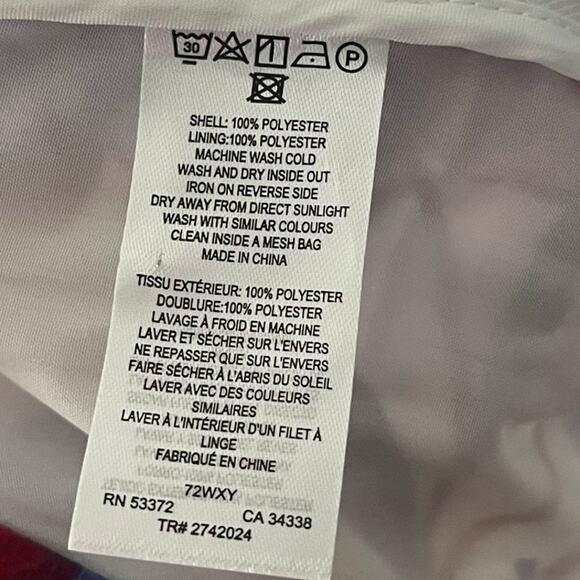 30 P
SHELL: 100% POLYESTER
LINING:100% POLYESTER
MACHINE WASH COLD
WASH AND DRY INSIDE OUT
IRON ON REVERSE SIDE
DRY AWAY FROM DIRECT SUNLIGHT
WASH WITH SIMILAR COLOURS
CLEAN INSIDE A MESH BAG
MADE IN CHINA
TISSU EXTÉRIEUR: 100% POLYESTER
DOUBLURE:100% POLYESTER
LAVAGE À FROID EN MACHINE
LAVER ET SÉCHER SUR L'ENVERS
NE REPASSER QUE SUR L'ENVERS
FAIRE SÉCHER À L'ABRIS DU SOLEIL
LAVER AVEC DES COULEURS
SIMILAIRES
LAVER À L'INTÉRIEUR D'UN FILET À
LINGE
FABRIQUÉ EN CHINE
72WXY
RN 53372 CA 34338
TR# 2742024